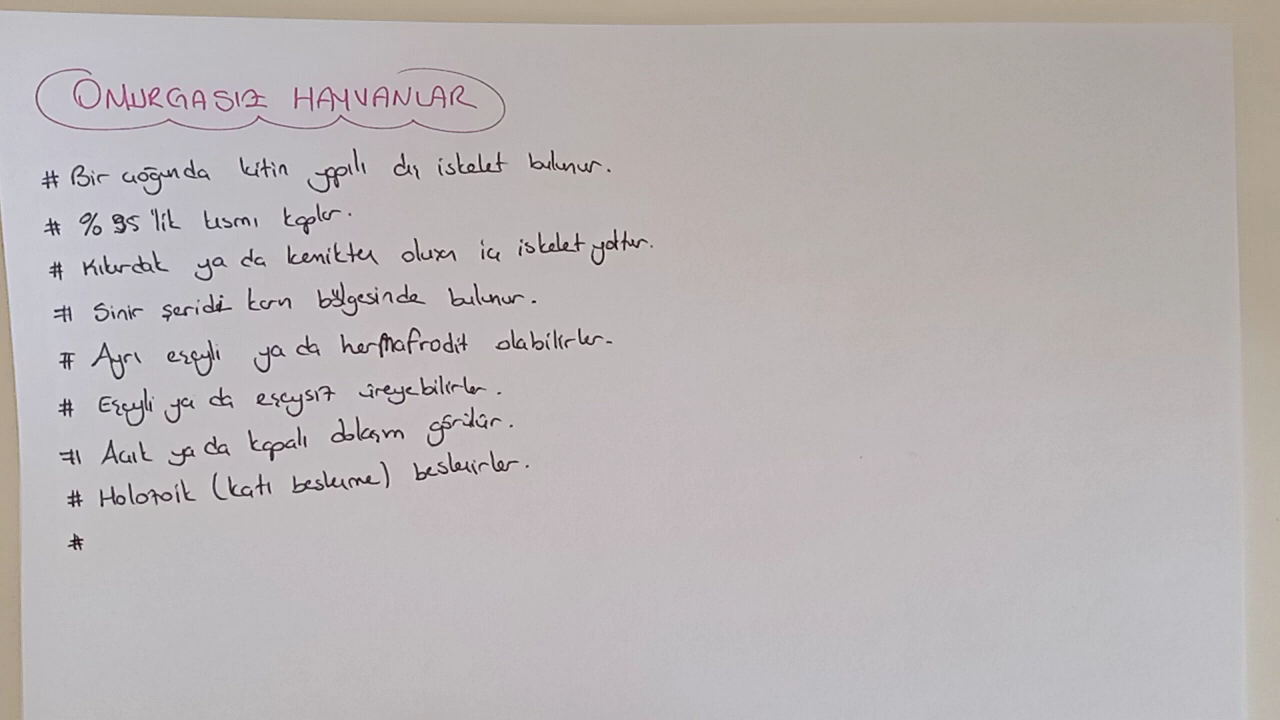 OMURGASIZ HAYVANLAR
# Bir çoğunda kitin yapılı dış iskelet bulunur.
# % 95 'lik kısmı kaplar.
# Kıkırdak ya da kemikten oluşan iç iskelet yoktur.
# Sinir şeridi karın bölgesinde bulunur.
# Ayrı eşeyli ya da hermafrodit olabilirler.
# Eşeyli ya da eşeysiz üreyebilirler.
# Açık ya da kapalı dolaşım görülür.
# Holozoik (katı beslenme) beslenirler.
#